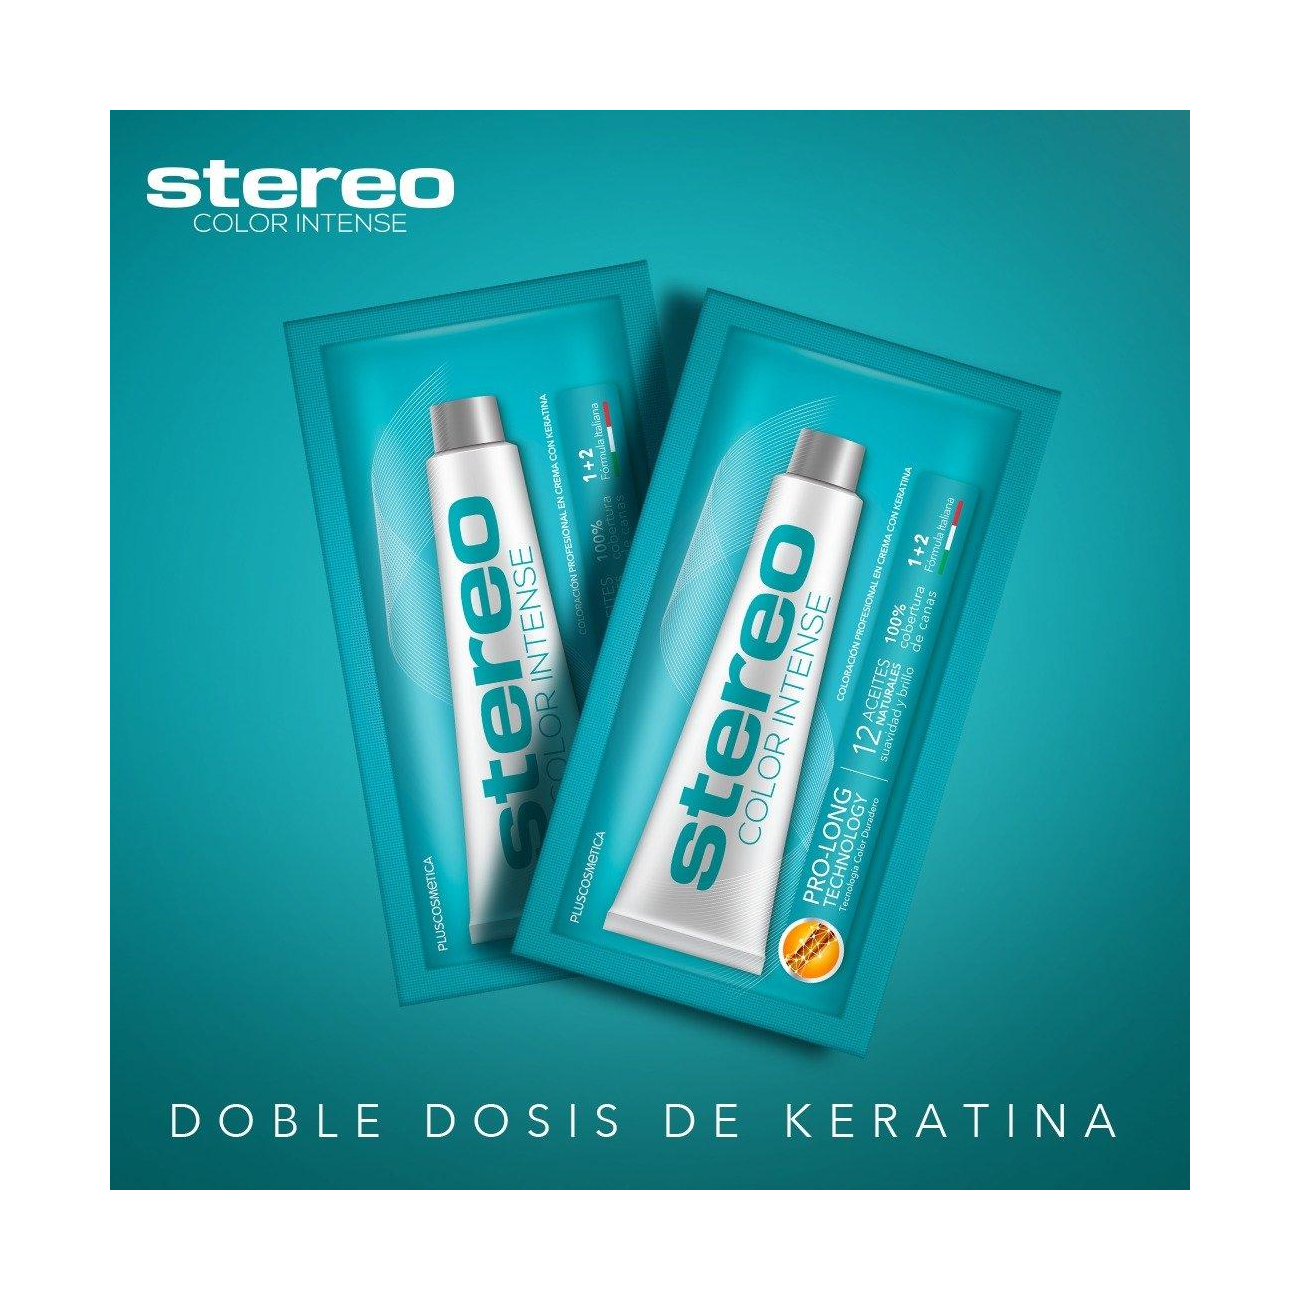 stereo
COLOR INTENSE
stereo
COLOR INTENSE
COLORACIÓN PROFESIONAL EN CREMA CON KERATINA
1+2
Fórmula Italiana
100%
cobertura
de canas
PLUSCOSMETICA
stereo
COLOR INTENSE
COLORACIÓN PROFESIONAL EN CREMA CON KERATINA
1+2
Fórmula Italiana
100%
cobertura
de canas
12 ACEITES
NATURALES
suavidad y brillo
PRO-LONG
TECHNOLOGY
Tecnología Color Duradero
PLUSCOSMETICA
DOBLE DOSIS DE KERATINA